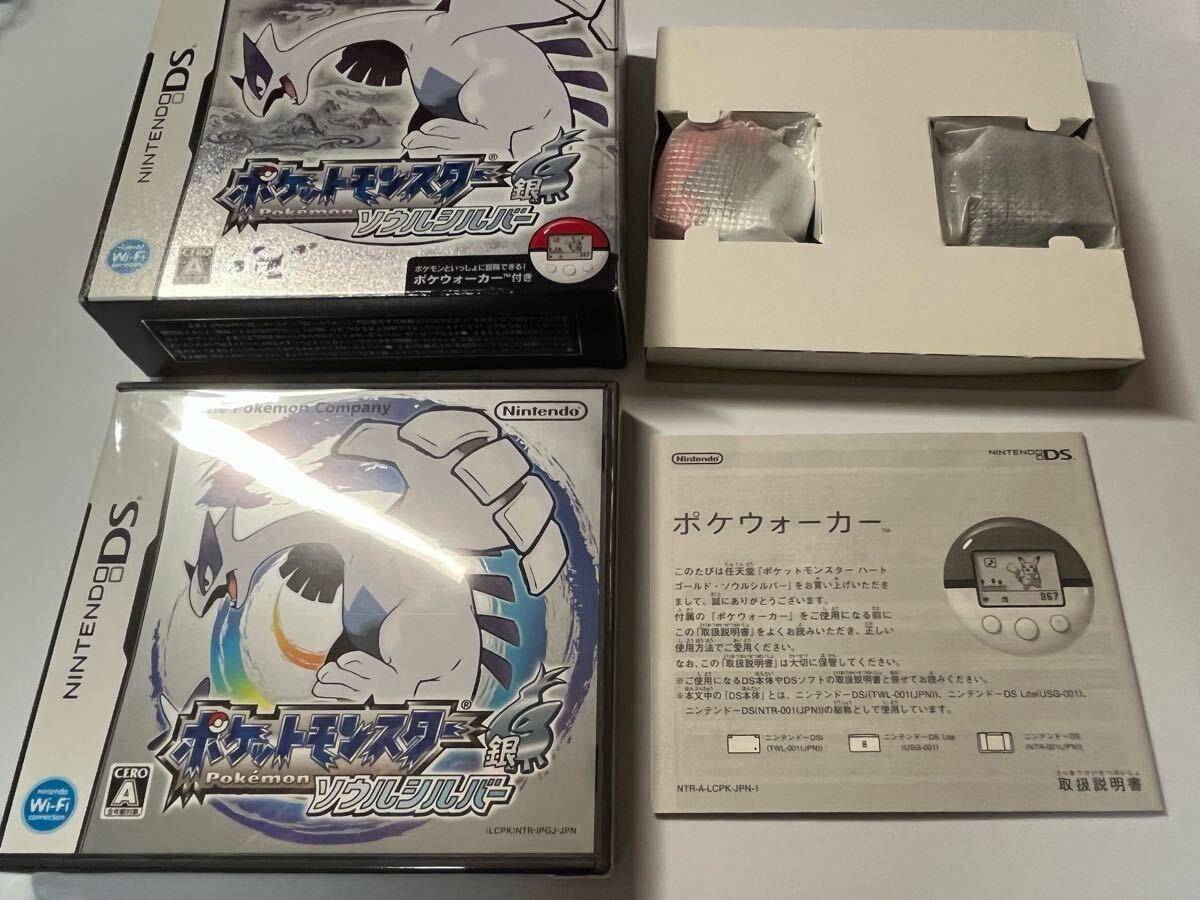 NINTENDO DS®
ポケットモンスター®
銀
Pokémon
ソウルシルバー
Wi-Fi
CERO
A
ポケモンといっしょに冒険できる!
ポケウォーカー™付き
The Pokémon Company
Nintendo®
NINTENDO DS®
ポケットモンスター®
銀
Pokémon
ソウルシルバー
CERO
A
全年齢対象
nintendo
Wi-Fi
connection
(LCPK)NTR-IPGJ-JPN
Nintendo®
NINTENDO DS®
ポケウォーカー™
このたびは任天堂『ポケットモンスター ハート
ゴールド・ソウルシルバー』をお買い上げいただき
まして、誠にありがとうございます。
付属の『ポケウォーカー』をご使用になる前に
この『取扱説明書』をよくお読みいただき、正しい
使用方法でご愛用ください。
なお、この『取扱説明書』は大切に保管してください。
※ご使用になるDS本体やDSソフトの取扱説明書と併せてお読みください。
※本文中の『DS本体』とは、ニンテンドーDSi(TWL-001(JPN))、ニンテンドーDS Lite(USG-001)、
ニンテンドーDS(NTR-001(JPN))の総称として使用しています。
ニンテンドーDSi
(TWL-001(JPN))
ニンテンドーDS Lite
(USG-001)
ニンテンドーDS
(NTR-001(JPN))
NTR-A-LCPK-JPN-1
とりあつかいせつめいしょ
取扱説明書